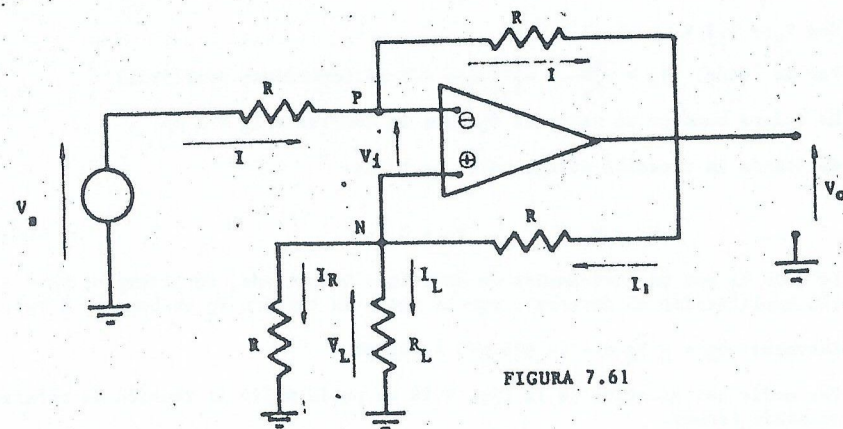 R
I
R
P
I
V_i
⊖
⊕
V_s
V_o
N
R
I_1
I_R
I_L
R
V_L
R_L
FIGURA 7.61